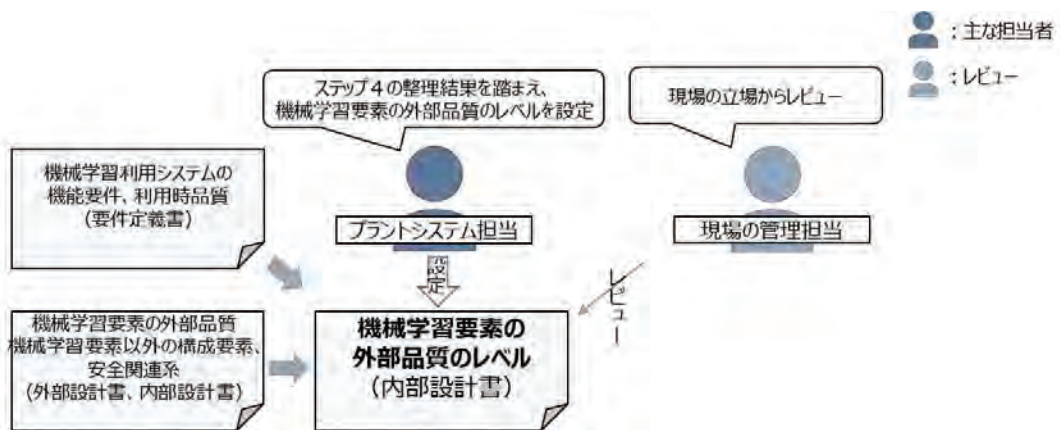 ：主な担当者
：レビュー
ステップ４の整理結果を踏まえ、
機械学習要素の外部品質のレベルを設定
現場の立場からレビュー
機械学習利用システムの
機能要件、利用時品質
(要件定義書)
プラントシステム担当
現場の管理担当
設定
レビュー
機械学習要素の外部品質
機械学習要素以外の構成要素、
安全関連系
(外部設計書、内部設計書)
機械学習要素の
外部品質のレベル
(内部設計書)